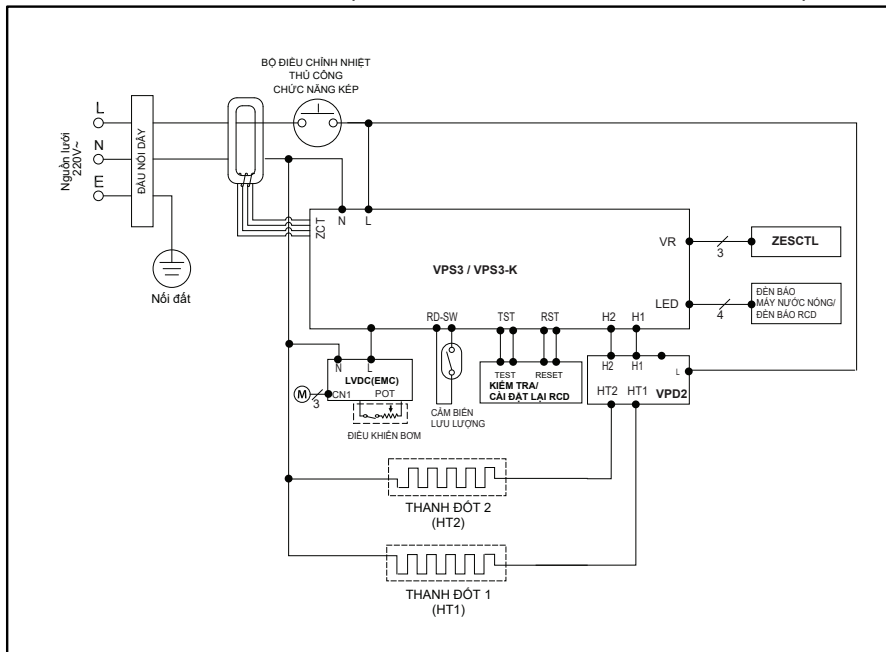 BỘ ĐIỀU CHỈNH NHIỆT
THỦ CÔNG
CHỨC NĂNG KÉP
Nguồn lưới
220V~
L
N
E
ĐẦU NỐI DÂY
Nối đất
ZCT
N
L
VPS3 / VPS3-K
VR
3
ZESCTL
LED
4
ĐÈN BÁO
MÁY NƯỚC NÓNG/
ĐÈN BÁO RCD
RD-SW
TST
RST
H2
H1
N
L
LVDC(EMC)
M
3
CN1
POT
ĐIỀU KHIỂN BƠM
CẢM BIẾN
LƯU LƯỢNG
TEST
RESET
KIỂM TRA/
CÀI ĐẶT LẠI RCD
H2
H1
L
HT2
HT1
VPD2
THANH ĐỐT 2
(HT2)
THANH ĐỐT 1
(HT1)